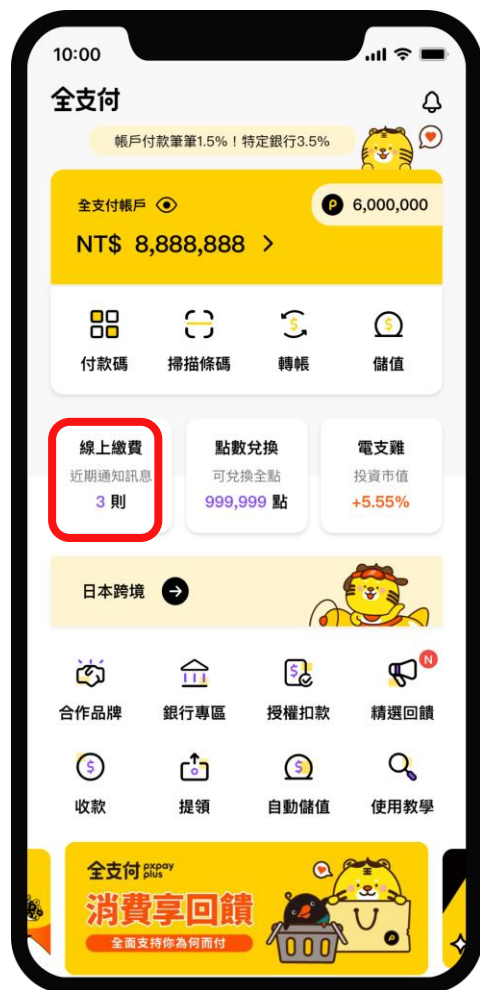 10:00
全支付
帳戶付款筆筆1.5%！特定銀行3.5%
全支付帳戶
P 6,000,000
NT$ 8,888,888 >
付款碼 掃描條碼 轉帳 儲值
線上繳費 點數兌換 電支雞
近期通知訊息 可兌換全點 投資市值
3 則 999,999 點 +5.55%
日本跨境
N
合作品牌 銀行專區 授權扣款 精選回饋
收款 提領 自動儲值 使用教學
全支付 pxpay plus
消費享回饋
全面支持你為何而付